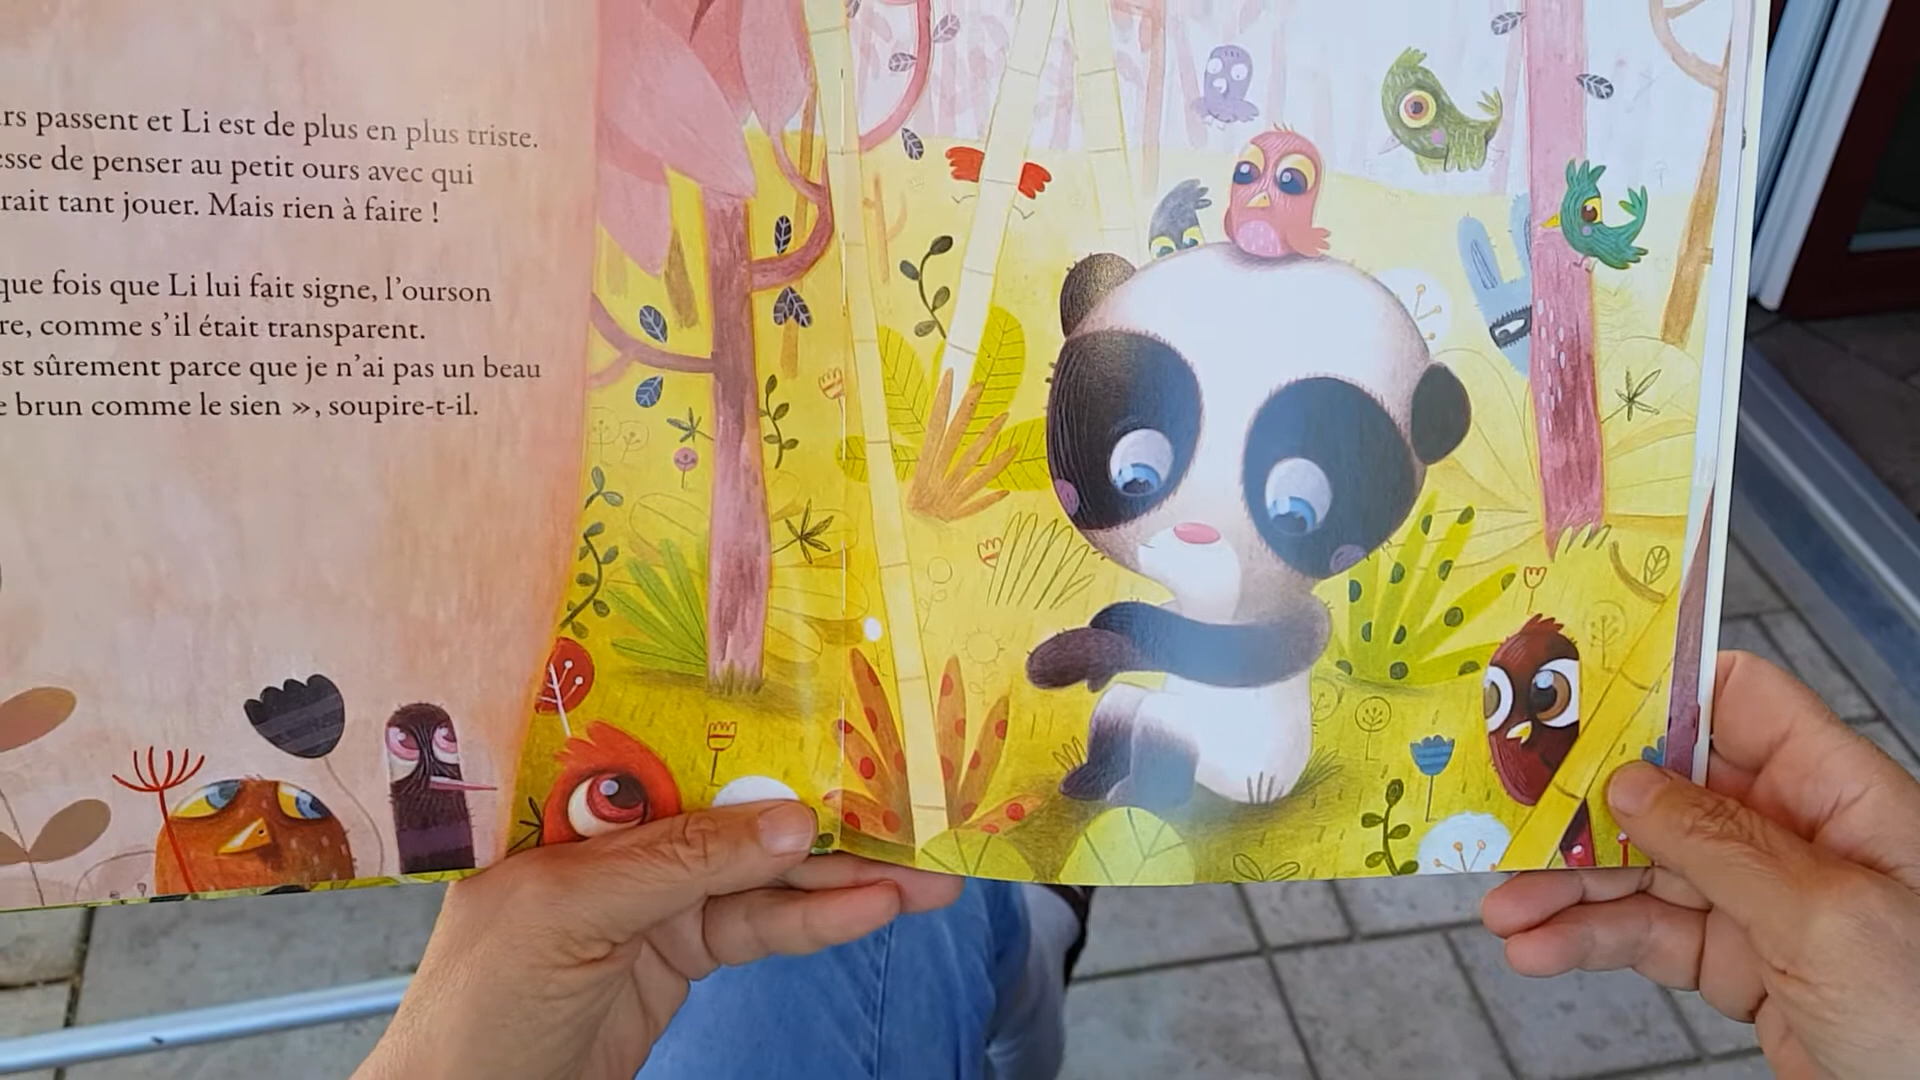 rs passent et Li est de plus en plus triste.
esse de penser au petit ours avec qui
rait tant jouer. Mais rien à faire !
que fois que Li lui fait signe, l’ourson
re, comme s’il était transparent.
st sûrement parce que je n’ai pas un beau
e brun comme le sien », soupire-t-il.